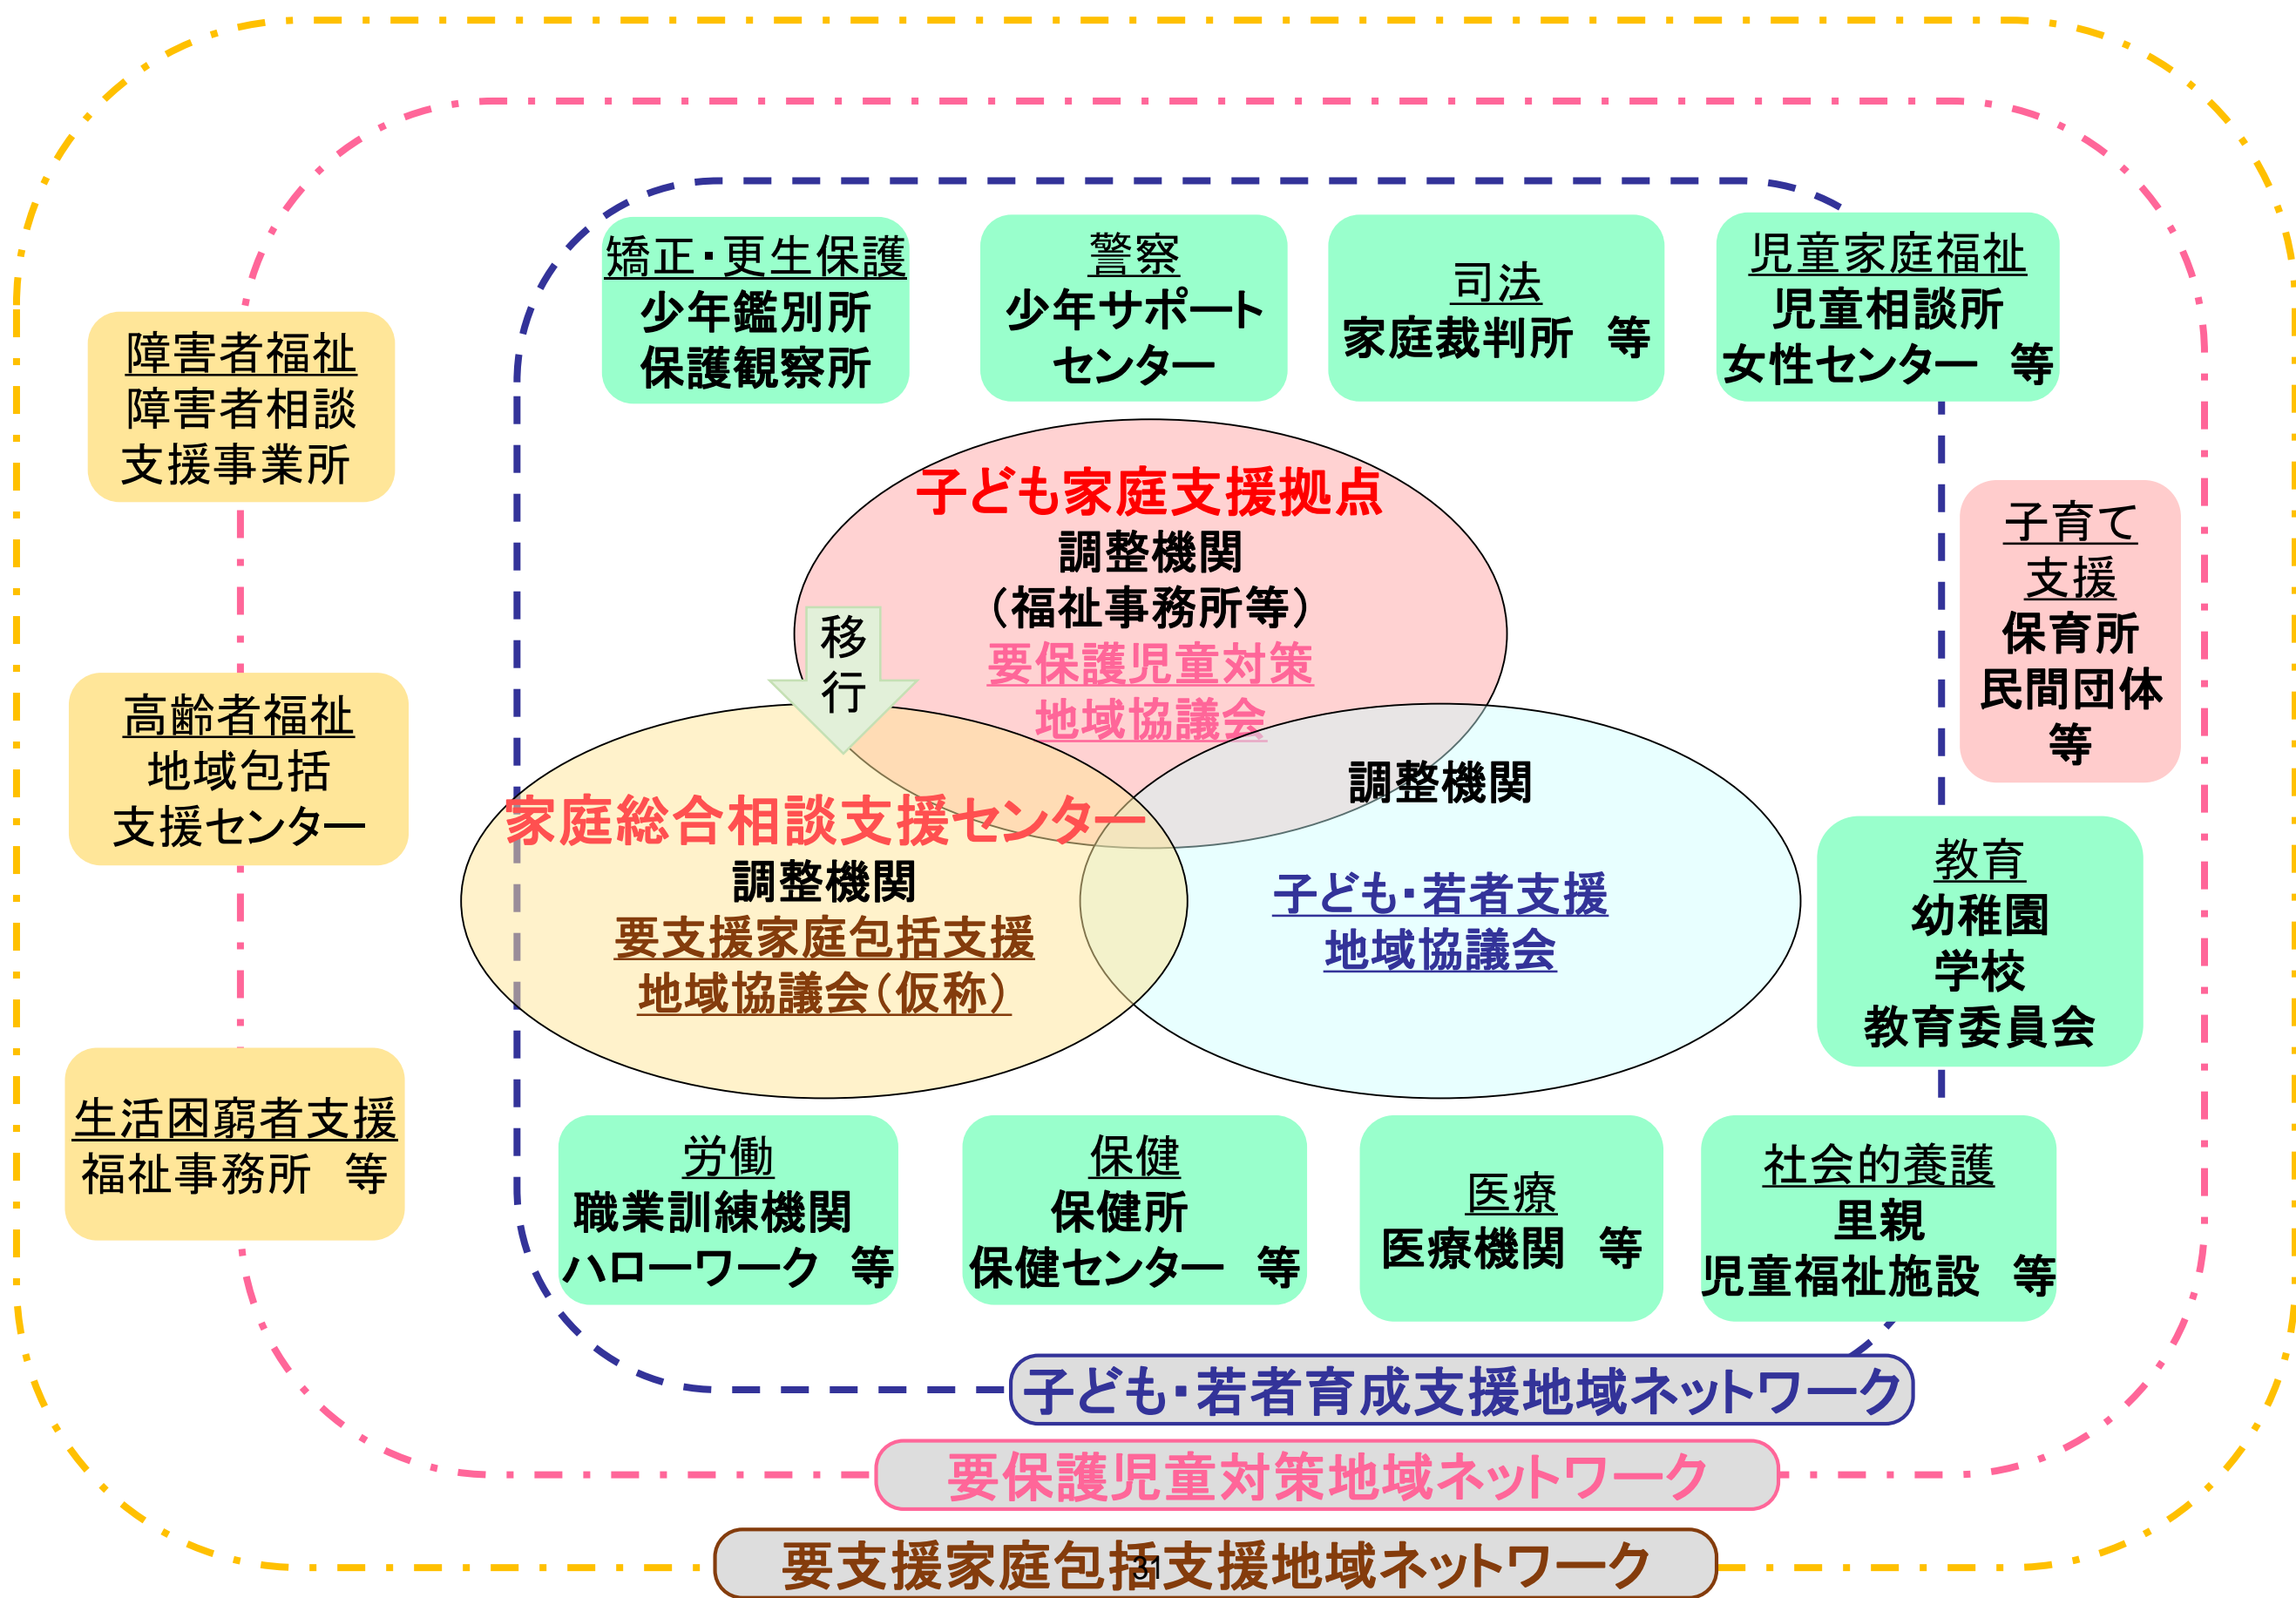 矯正・更生保護
少年鑑別所
保護観察所
警察
少年サポート
センター
司法
家庭裁判所　等
児童家庭福祉
児童相談所
女性センター　等
障害者福祉
障害者相談
支援事業所
高齢者福祉
地域包括
支援センター
生活困窮者支援
福祉事務所　等
子ども家庭支援拠点
調整機関
（福祉事務所等）
要保護児童対策
地域協議会
移
行
家庭総合相談支援センター
調整機関
要支援家庭包括支援
地域協議会（仮称）
調整機関
子ども・若者支援
地域協議会
子育て
支援
保育所
民間団体
等
教育
幼稚園
学校
教育委員会
労働
職業訓練機関
ハローワーク 等
保健
保健所
保健センター　等
医療
医療機関　等
社会的養護
里親
児童福祉施設　等
子ども・若者育成支援地域ネットワーク
要保護児童対策地域ネットワーク
要支援家庭包括支援地域ネットワーク
31